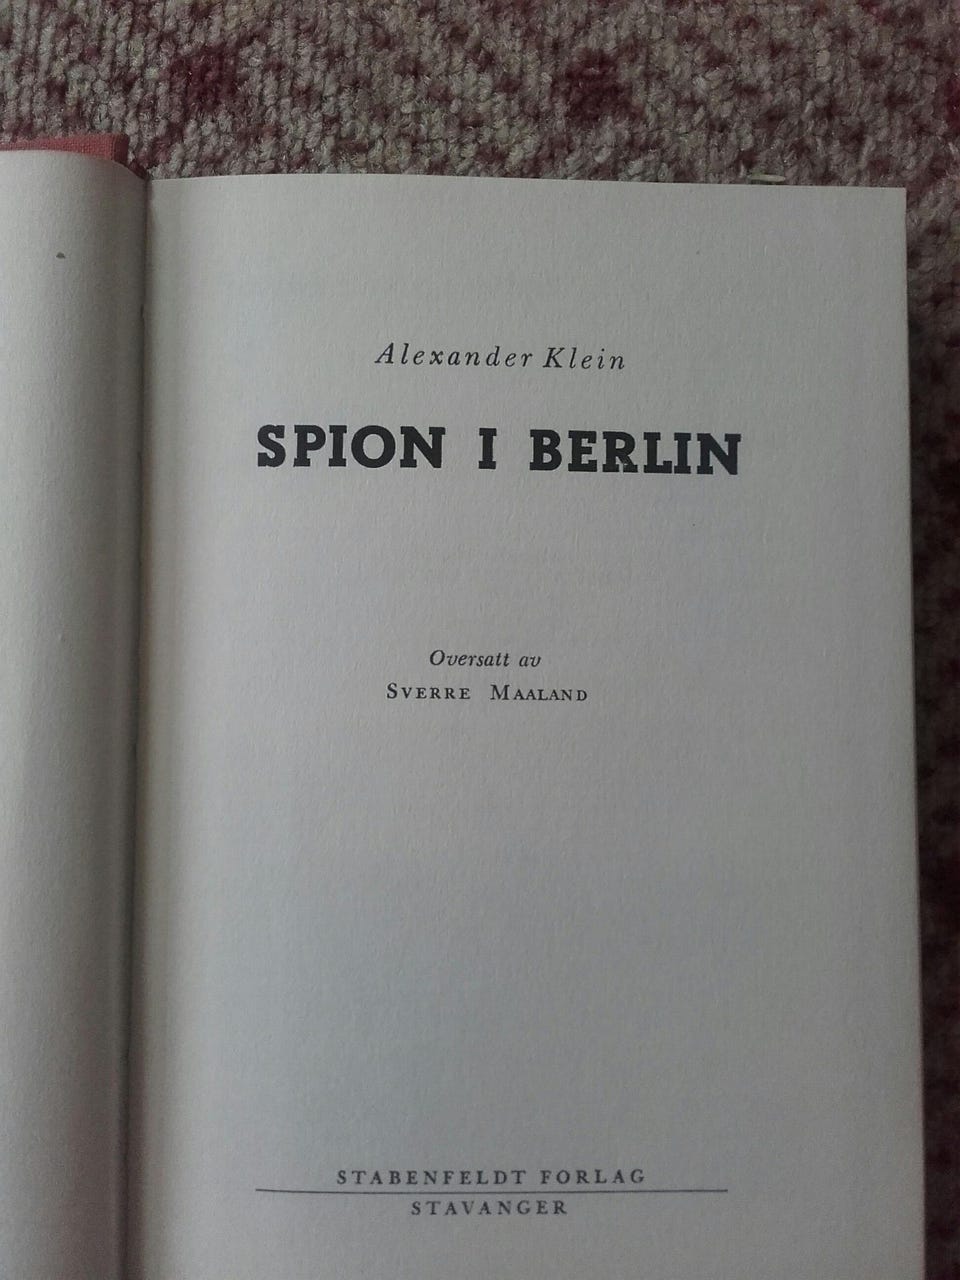 Alexander Klein
SPION I BERLIN
Oversatt av
SVERRE MAALAND
STABENFELDT FORLAG
STAVANGER